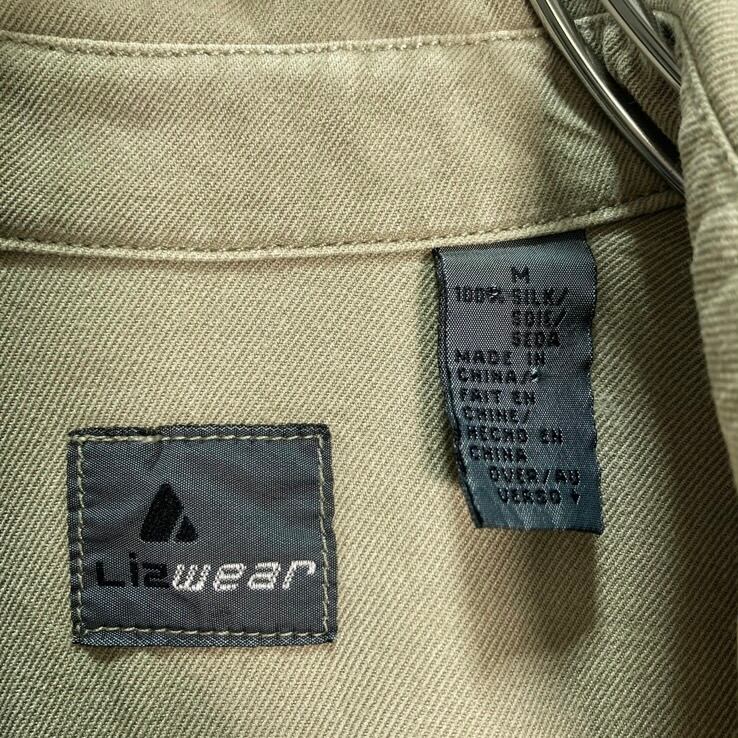 M
100% SILK/
SOIE/
SEDA
MADE IN
CHINA/
FAIT EN
CHINE/
HECHO EN
CHINA
OVER/AU
VERSO
Lizwear